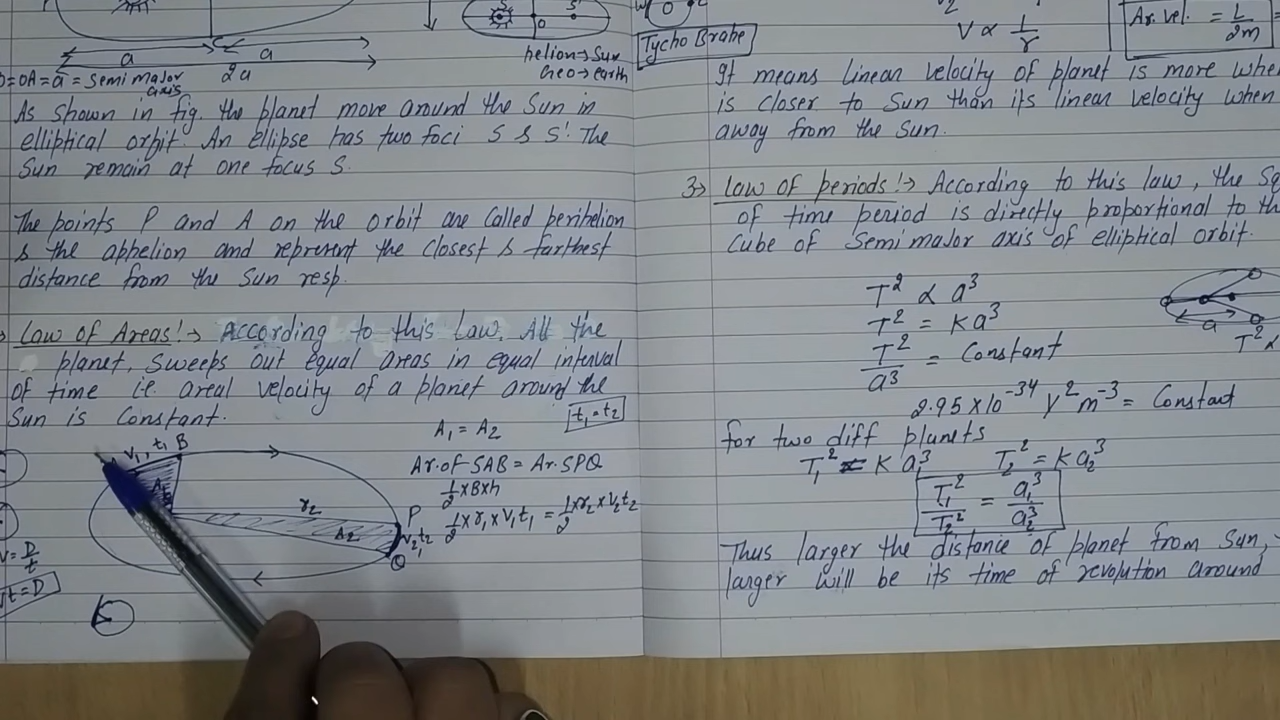 a a
2a
O
helion → Sun
Geo → earth
=OA=a = Semi major
axis
As shown in fig. the planet move around the Sun in
elliptical orbit. An ellipse has two foci S & S'. The
Sun remain at one focus S.
The points P and A on the orbit are called perihelion
& the aphelion and represent the closest & farthest
distance from the Sun resp.
Law of Areas!→ According to this Law, All the
planet, sweeps out equal areas in equal interval
of time i.e areal velocity of a planet around the
Sun is Constant.
t₁=t₂
A₁ = A₂
Ar. of SAB = Ar. SPQ
½×B×h
½×r₁×V₁t₁ = ½×r₂×V₂t₂
V₁, t₁ B
r₂
P
A₂
V₂t₂
Q
V=D/t
Vt=D
Tycho Brahe
V ∝ 1/r
Ar. vel. = L/2m
It means linear velocity of planet is more
is closer to Sun than its linear velocity when
away from the Sun.
3→ Law of periods!→ According to this law, the
of time period is directly proportional to
Cube of Semi major axis of elliptical orbit.
T² ∝ a³
T² = Ka³
T²/a³ = Constant
a
T²
2.95×10⁻³⁴ y²m⁻³ = Constant
for two diff planets
T₁² = K a₁³ T₂² = K a₂³
T₁²/T₂² = a₁³/a₂³
Thus larger the distance of planet from Sun,
larger will be its time of revolution around